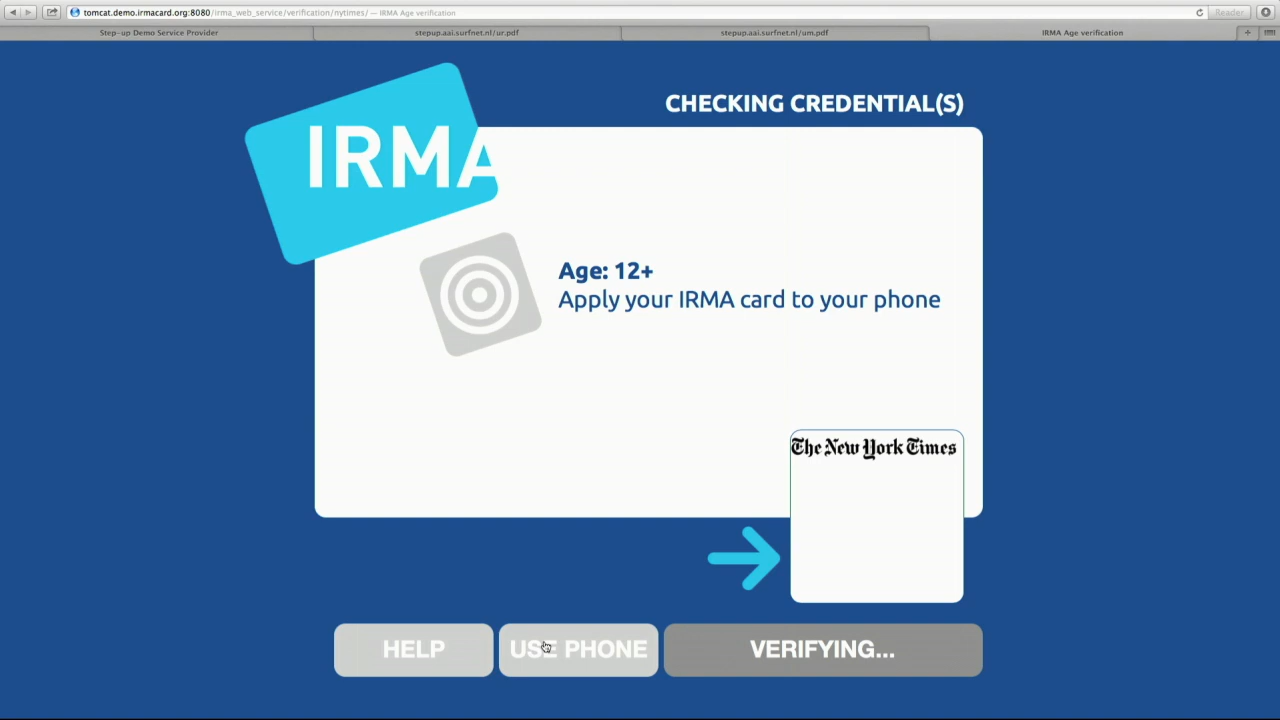 tomcat.demo.irmacard.org:8080/irma_web_service/verification/nytimes/ — IRMA Age verification
Reader
Step-up Demo Service Provider
stepup.aai.surfnet.nl/ur.pdf
stepup.aai.surfnet.nl/um.pdf
IRMA Age verification
CHECKING CREDENTIAL(S)
IRMA
Age: 12+
Apply your IRMA card to your phone
The New York Times
HELP
USE PHONE
VERIFYING...